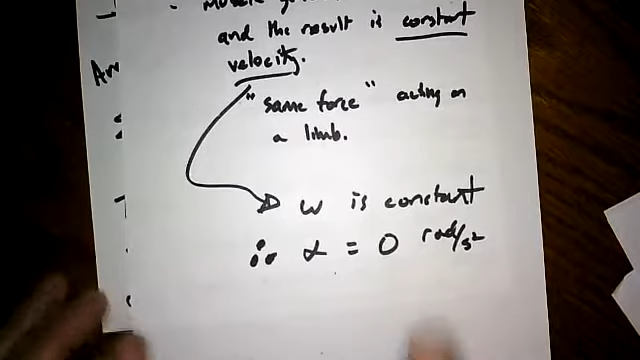 and the result is constant
velocity.
"same force" acting on
a limb.
ω is constant
∴ α = 0 rad/s²